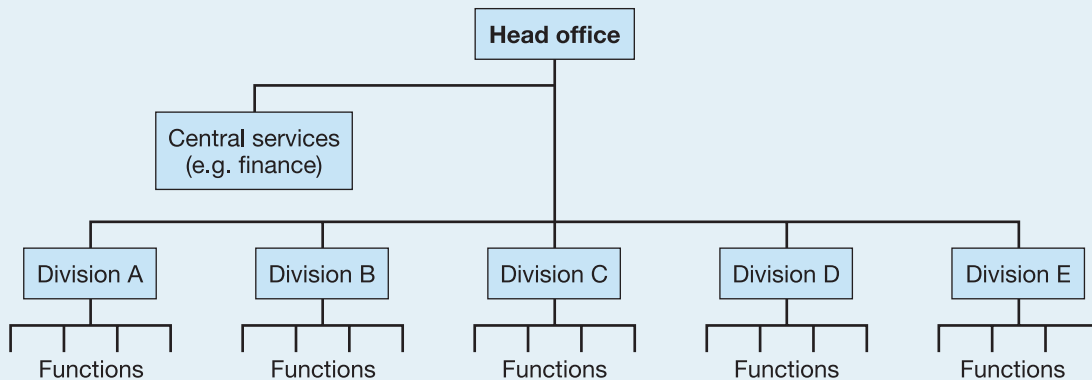 Head office
Central services
(e.g. finance)
Division A
Division B
Division C
Division D
Division E
Functions
Functions
Functions
Functions
Functions